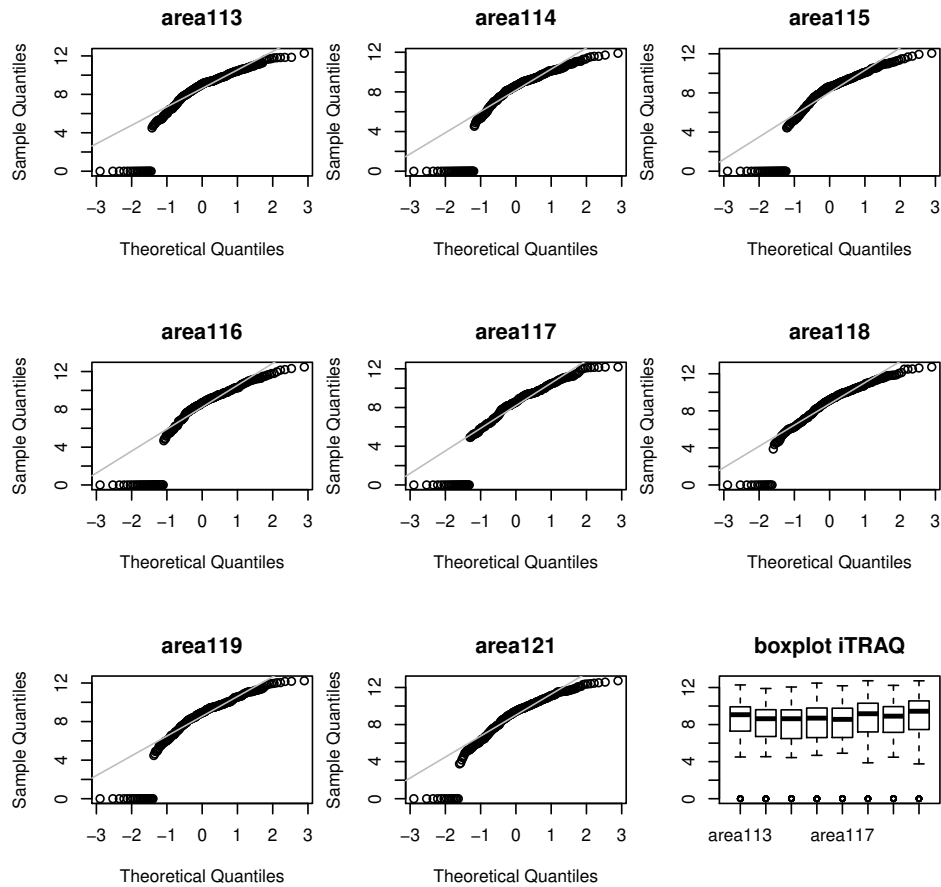 area113 area114 area115
Sample Quantiles Sample Quantiles Sample Quantiles
12 12 12
8 8 8
4 4 4
0 0 0
−3 −2 −1 0 1 2 3 −3 −2 −1 0 1 2 3 −3 −2 −1 0 1 2 3
Theoretical Quantiles Theoretical Quantiles Theoretical Quantiles
area116 area117 area118
Sample Quantiles Sample Quantiles Sample Quantiles
12 12 12
8 8 8
4 4 4
0 0 0
−3 −2 −1 0 1 2 3 −3 −2 −1 0 1 2 3 −3 −2 −1 0 1 2 3
Theoretical Quantiles Theoretical Quantiles Theoretical Quantiles
area119 area121 boxplot iTRAQ
Sample Quantiles Sample Quantiles
12 12 12
8 8 8
4 4 4
0 0 0
−3 −2 −1 0 1 2 3 −3 −2 −1 0 1 2 3 area113 area117
Theoretical Quantiles Theoretical Quantiles